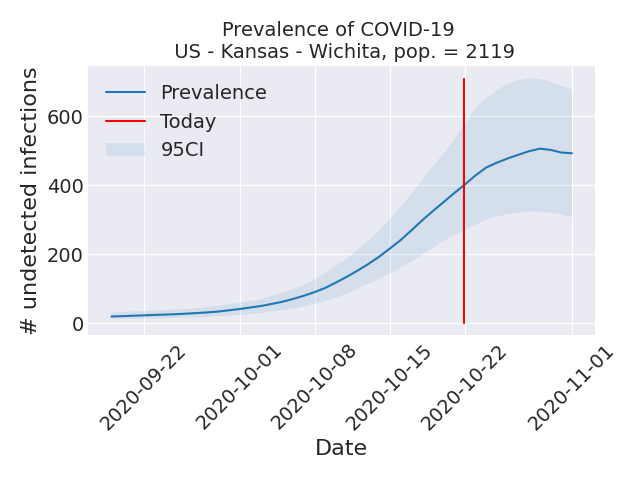 Prevalence of COVID-19
US - Kansas - Wichita, pop. = 2119
# undetected infections
600
400
200
0
Prevalence
Today
95CI
2020-09-22
2020-10-01
2020-10-08
2020-10-15
2020-10-22
2020-11-01
Date